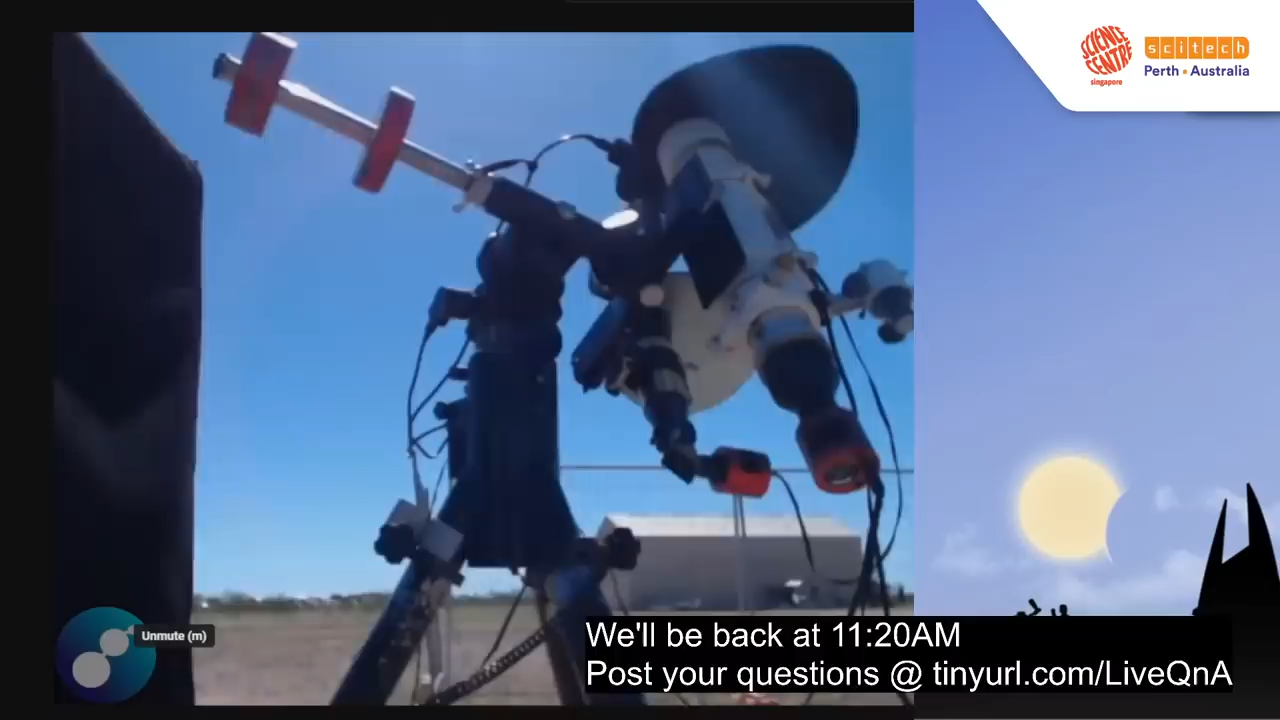 SCIENCE
CENTRE
singapore
scitech
Perth • Australia
Unmute (m)
We'll be back at 11:20AM
Post your questions @ tinyurl.com/LiveQnA